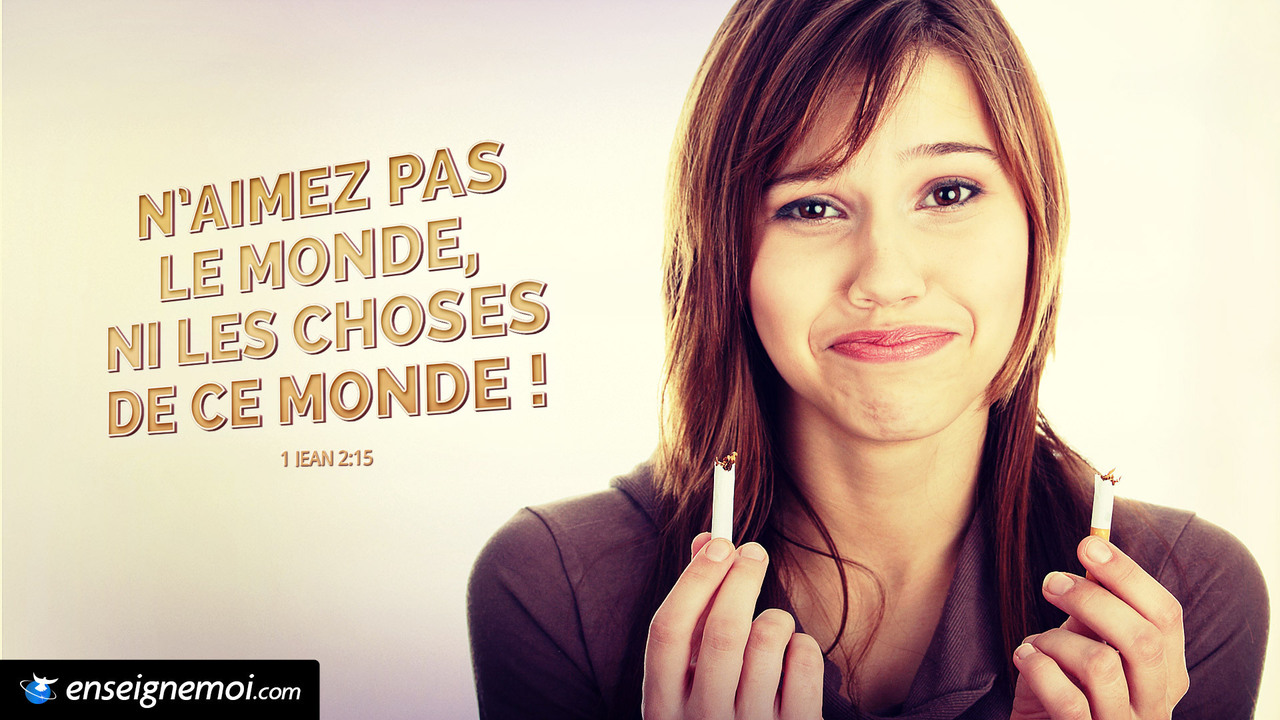 N'AIMEZ PAS
LE MONDE,
NI LES CHOSES
DE CE MONDE !
1 JEAN 2:15
enseignemoi.com